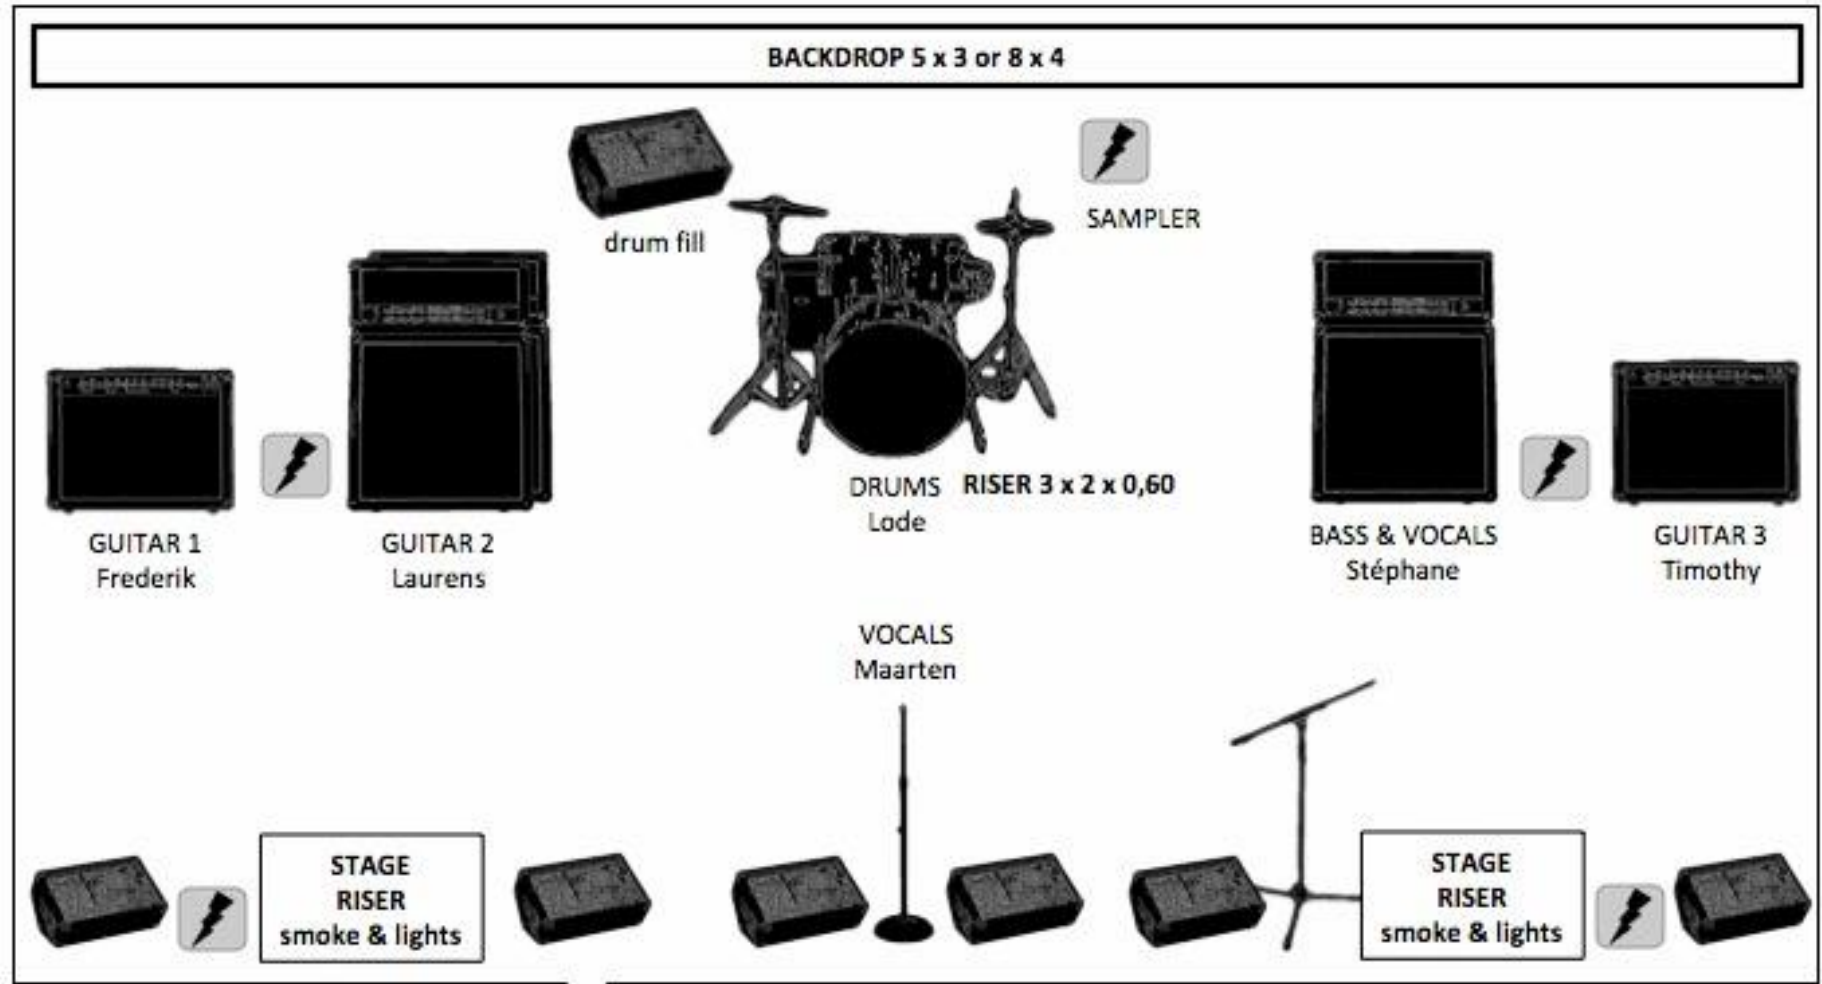 BACKDROP 5 x 3 or 8 x 4
drum fill
SAMPLER
DRUMS RISER 3 x 2 x 0,60
Lode
GUITAR 1
Frederik
GUITAR 2
Laurens
BASS & VOCALS
Stéphane
GUITAR 3
Timothy
VOCALS
Maarten
STAGE
RISER
smoke & lights
STAGE
RISER
smoke & lights